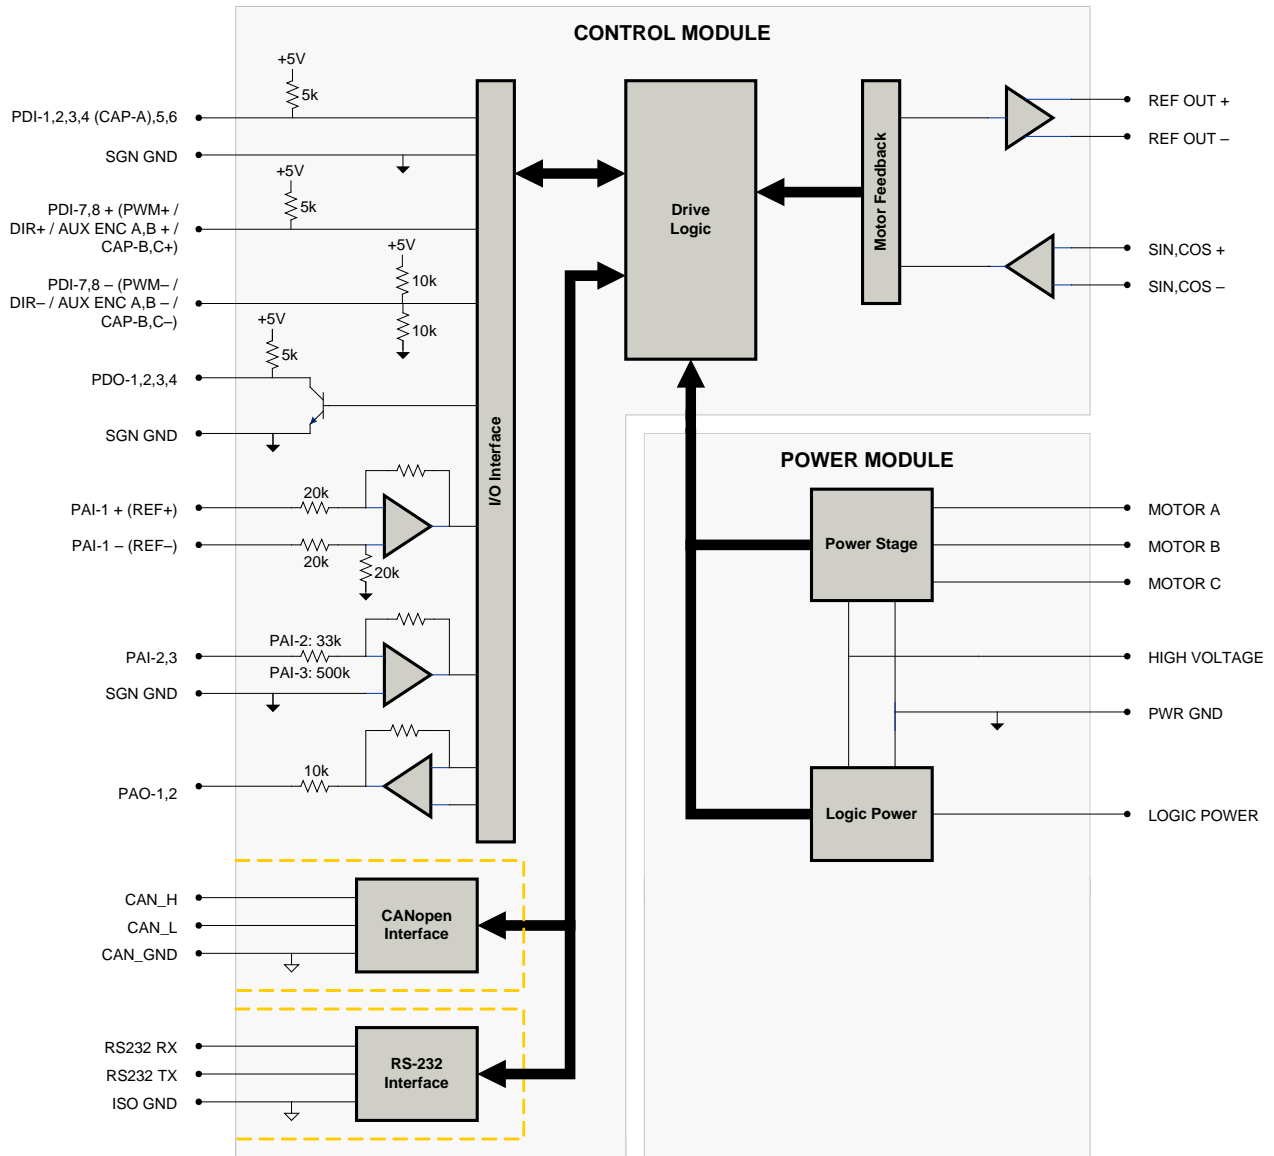 CONTROL MODULE
+5V
5k
PDI-1,2,3,4 (CAP-A),5,6
SGN GND
+5V
5k
PDI-7,8 + (PWM+ /
DIR+ / AUX ENC A,B + /
CAP-B,C+)
+5V
10k
PDI-7,8 – (PWM– /
DIR– / AUX ENC A,B – /
CAP-B,C–)
10k
+5V
5k
PDO-1,2,3,4
SGN GND
20k
PAI-1 + (REF+)
PAI-1 – (REF–)
20k
20k
PAI-2: 33k
PAI-2,3
PAI-3: 500k
SGN GND
10k
PAO-1,2
I/O Interface
CAN_H
CAN_L
CAN_GND
CANopen
Interface
RS232 RX
RS232 TX
ISO GND
RS-232
Interface
Drive
Logic
Motor Feedback
REF OUT +
REF OUT –
SIN,COS +
SIN,COS –
POWER MODULE
Power Stage
MOTOR A
MOTOR B
MOTOR C
HIGH VOLTAGE
PWR GND
Logic Power
LOGIC POWER